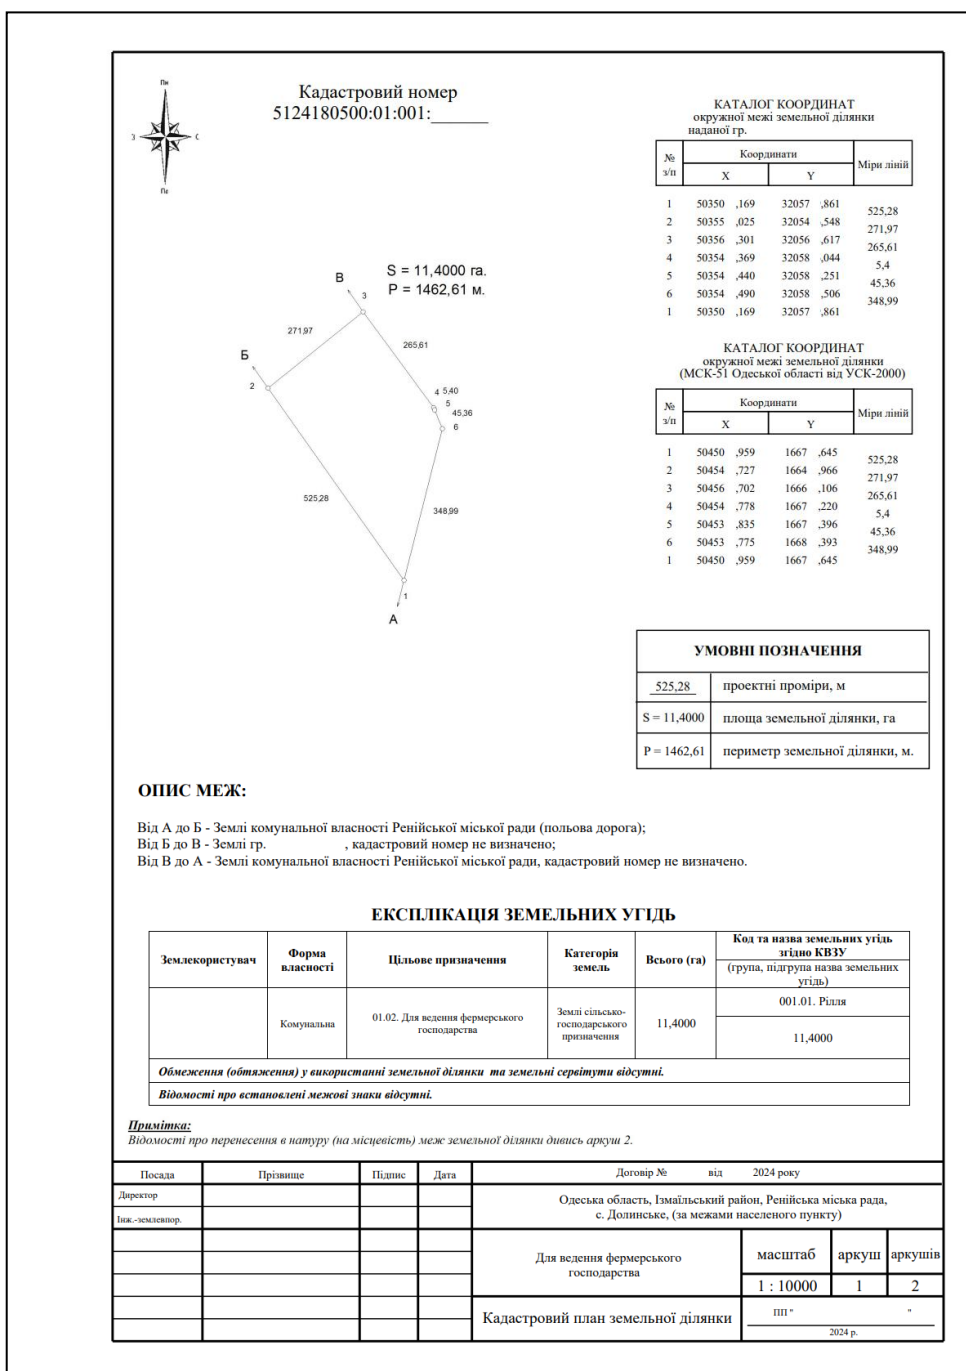 Пн
З
С
Пв
Кадастровий номер
5124180500:01:001:______
КАТАЛОГ КООРДИНАТ
окружної межі земельної ділянки
наданої гр.
№ з/п Координати Міри ліній
X Y
1 50350 ,169 32057 ,861
525,28
2 50355 ,025 32054 ,548
271,97
3 50356 ,301 32056 ,617
265,61
4 50354 ,369 32058 ,044
5,4
5 50354 ,440 32058 ,251
45,36
6 50354 ,490 32058 ,506
348,99
1 50350 ,169 32057 ,861
S = 11,4000 га.
P = 1462,61 м.
В
3
271,97
265,61
Б
2
4 5,40
5
45,36
6
525,28
348,99
1
А
КАТАЛОГ КООРДИНАТ
окружної межі земельної ділянки
(МСК-51 Одеської області від УСК-2000)
№ з/п Координати Міри ліній
X Y
1 50450 ,959 1667 ,645
525,28
2 50454 ,727 1664 ,966
271,97
3 50456 ,702 1666 ,106
265,61
4 50454 ,778 1667 ,220
5,4
5 50453 ,835 1667 ,396
45,36
6 50453 ,775 1668 ,393
348,99
1 50450 ,959 1667 ,645
УМОВНІ ПОЗНАЧЕННЯ
525,28 проектні проміри, м
S = 11,4000 площа земельної ділянки, га
P = 1462,61 периметр земельної ділянки, м.
ОПИС МЕЖ:
Від А до Б - Землі комунальної власності Ренійської міської ради (польова дорога);
Від Б до В - Землі гр. , кадастровий номер не визначено;
Від В до А - Землі комунальної власності Ренійської міської ради, кадастровий номер не визначено.
ЕКСПЛІКАЦІЯ ЗЕМЕЛЬНИХ УГІДЬ
Землекористувач Форма власності Цільове призначення Категорія земель Всього (га) Код та назва земельних угідь згідно КВЗУ
(група, підгрупа назва земельних угідь)
Комунальна 01.02. Для ведення фермерського господарства Землі сільсько-господарського призначення 11,4000 001.01. Рілля
11,4000
Обмеження (обтяження) у використанні земельної ділянки та земельні сервітути відсутні.
Відомості про встановлені межові знаки відсутні.
Примітка:
Відомості про перенесення в натуру (на місцевість) меж земельної ділянки дивись аркуш 2.
Посада Прізвище Підпис Дата Договір № від 2024 року
Директор
Інж.-землевпор.
Одеська область, Ізмаїльський район, Ренійська міська рада,
с. Долинське, (за межами населеного пункту)
Для ведення фермерського
господарства
масштаб аркуш аркушів
1 : 10000 1 2
Кадастровий план земельної ділянки
ПП " "
2024 р.